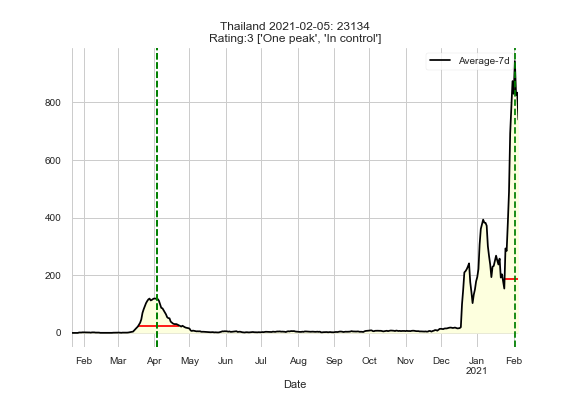 Thailand 2021-02-05: 23134
Rating:3 ['One peak', 'In control']
Average-7d
800
600
400
200
0
Feb Mar Apr May Jun Jul Aug Sep Oct Nov Dec Jan Feb
2021
Date